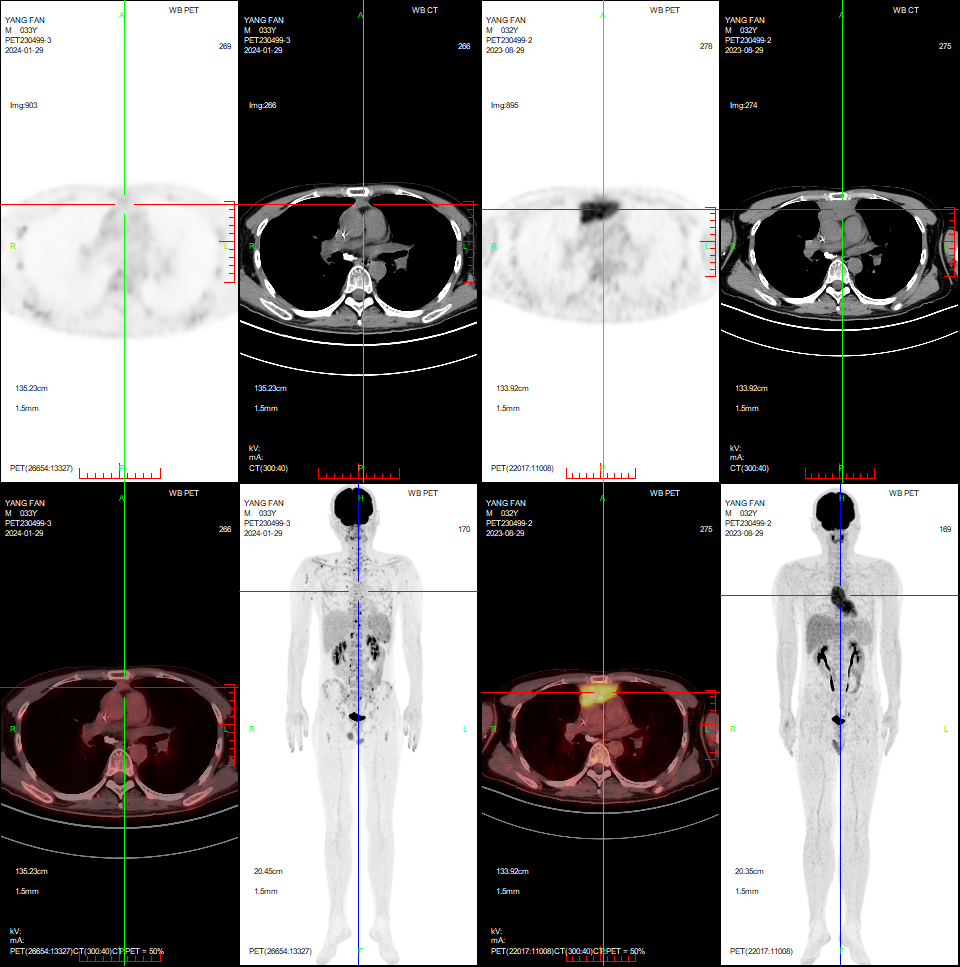 WB PET
A
YANG FAN
M 033Y
PET230499-3
2024-01-29
269
Img:903
R
L
135.23cm
1.5mm
PET(26654:13327)
P
WB CT
A
YANG FAN
M 033Y
PET230499-3
2024-01-29
266
Img:266
R
L
135.23cm
1.5mm
kV:
mA:
CT(300:40)
P
WB PET
A
YANG FAN
M 032Y
PET230499-2
2023-08-29
278
Img:895
R
L
133.92cm
1.5mm
PET(22017:11008)
P
WB CT
A
YANG FAN
M 032Y
PET230499-2
2023-08-29
275
Img:274
R
L
133.92cm
1.5mm
kV:
mA:
CT(300:40)
P
WB PET
A
YANG FAN
M 033Y
PET230499-3
2024-01-29
266
R
L
135.23cm
1.5mm
kV:
mA:
PET(26654:13327)CT(300:40)CT:PET = 50%
WB PET
H
YANG FAN
M 033Y
PET230499-3
2024-01-29
170
R
L
20.45cm
1.5mm
PET(26654:13327)
F
WB PET
A
YANG FAN
M 032Y
PET230499-2
2023-08-29
275
R
L
133.92cm
1.5mm
kV:
mA:
PET(22017:11008)CT(300:40)CT:PET = 50%
WB PET
H
YANG FAN
M 032Y
PET230499-2
2023-08-29
169
R
L
20.35cm
1.5mm
PET(22017:11008)
F